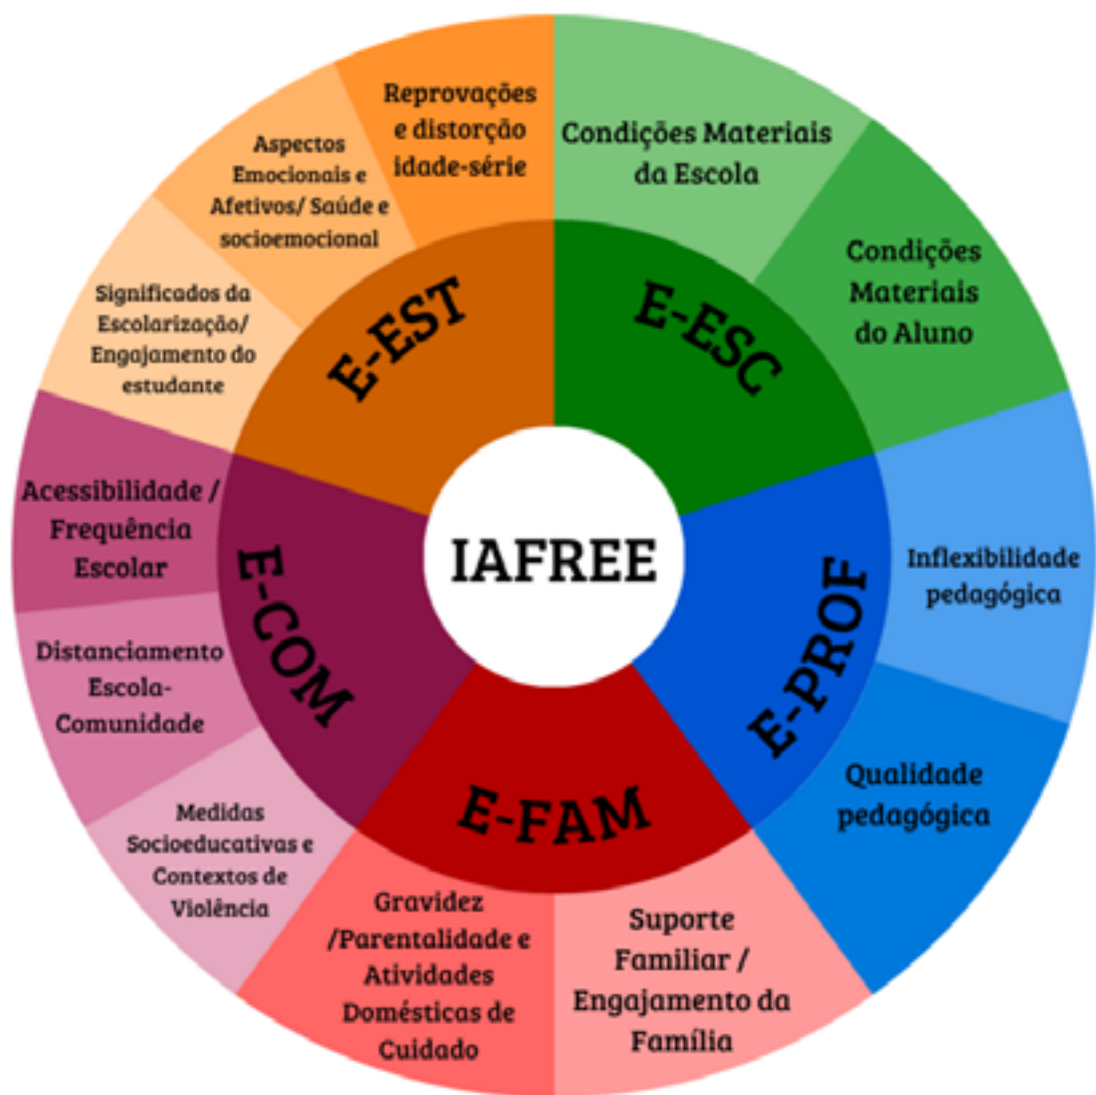 Reprovações
e distorção
idade-série
Condições Materiais
da Escola
Aspectos
Emocionais e
Afetivos/ Saúde e
socioemocional
Condições
Materiais
do Aluno
Significados da
Escolarização/
Engajamento do
estudante
E-EST
E-ESC
Acessibilidade /
Frequência
Escolar
IAFREE
Inflexibilidade
pedagógica
E-COM
E-PROF
Distanciamento
Escola-
Comunidade
Qualidade
pedagógica
E-FAM
Medidas
Socioeducativas e
Contextos de
Violência
Gravidez
/Parentalidade e
Atividades
Domésticas de
Cuidado
Suporte
Familiar /
Engajamento da
Família